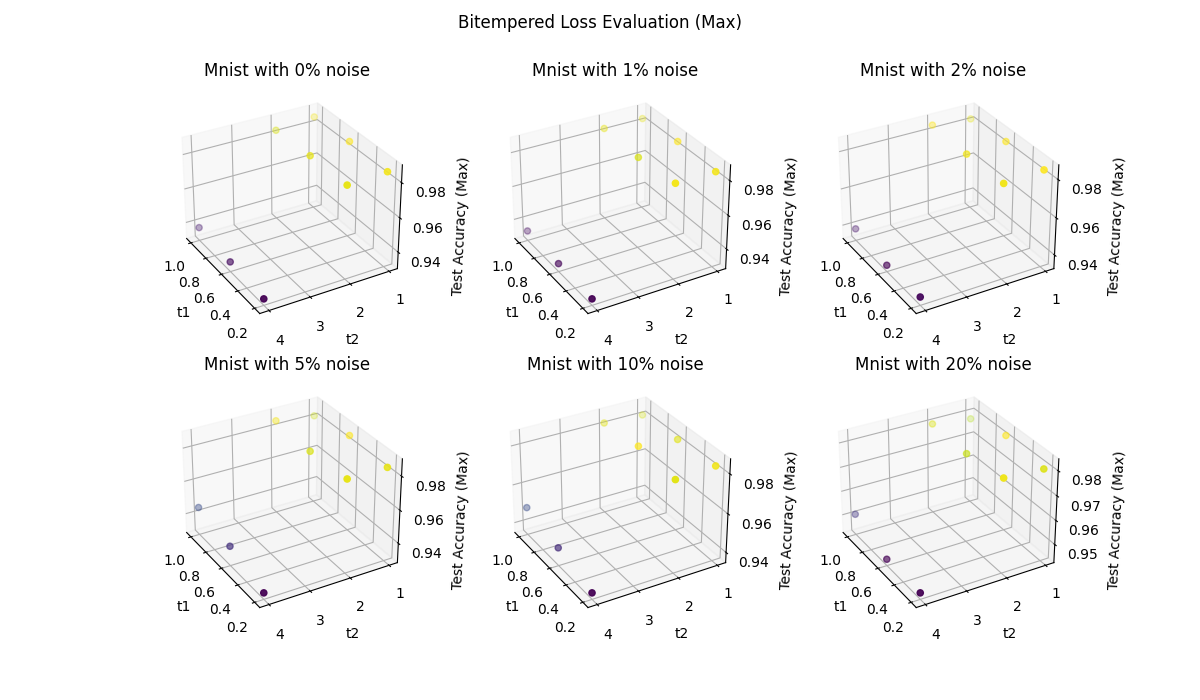 Bitempered Loss Evaluation (Max)
Mnist with 0% noise
0.98
0.96
0.94
Test Accuracy (Max)
1.0
0.8
0.6
0.4
0.2
t1
4
3
2
1
t2
Mnist with 1% noise
0.98
0.96
0.94
Test Accuracy (Max)
1.0
0.8
0.6
0.4
0.2
t1
4
3
2
1
t2
Mnist with 2% noise
0.98
0.96
0.94
Test Accuracy (Max)
1.0
0.8
0.6
0.4
0.2
t1
4
3
2
1
t2
Mnist with 5% noise
0.98
0.96
0.94
Test Accuracy (Max)
1.0
0.8
0.6
0.4
0.2
t1
4
3
2
1
t2
Mnist with 10% noise
0.98
0.96
0.94
Test Accuracy (Max)
1.0
0.8
0.6
0.4
0.2
t1
4
3
2
1
t2
Mnist with 20% noise
0.98
0.97
0.96
0.95
Test Accuracy (Max)
1.0
0.8
0.6
0.4
0.2
t1
4
3
2
1
t2